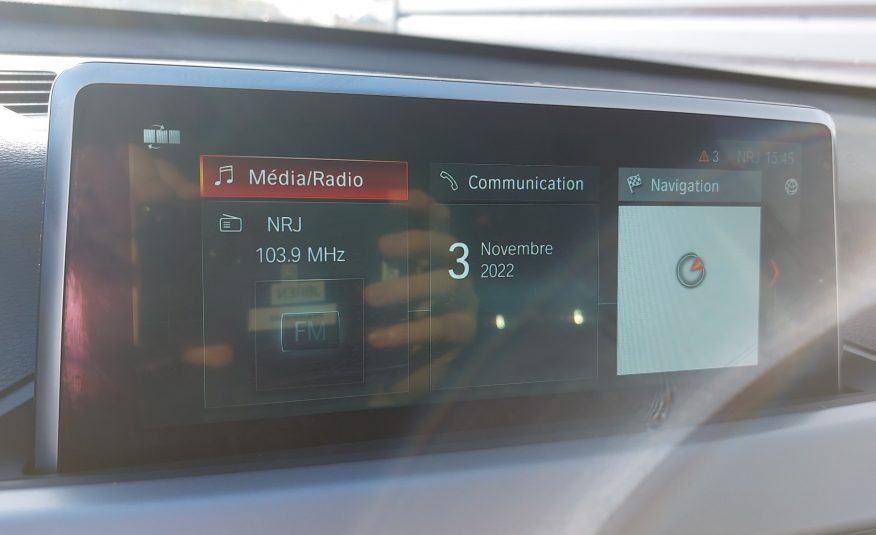 3 NRJ 15:45
Média/Radio
NRJ
103.9 MHz
FM
Communication
3
Novembre
2022
Navigation